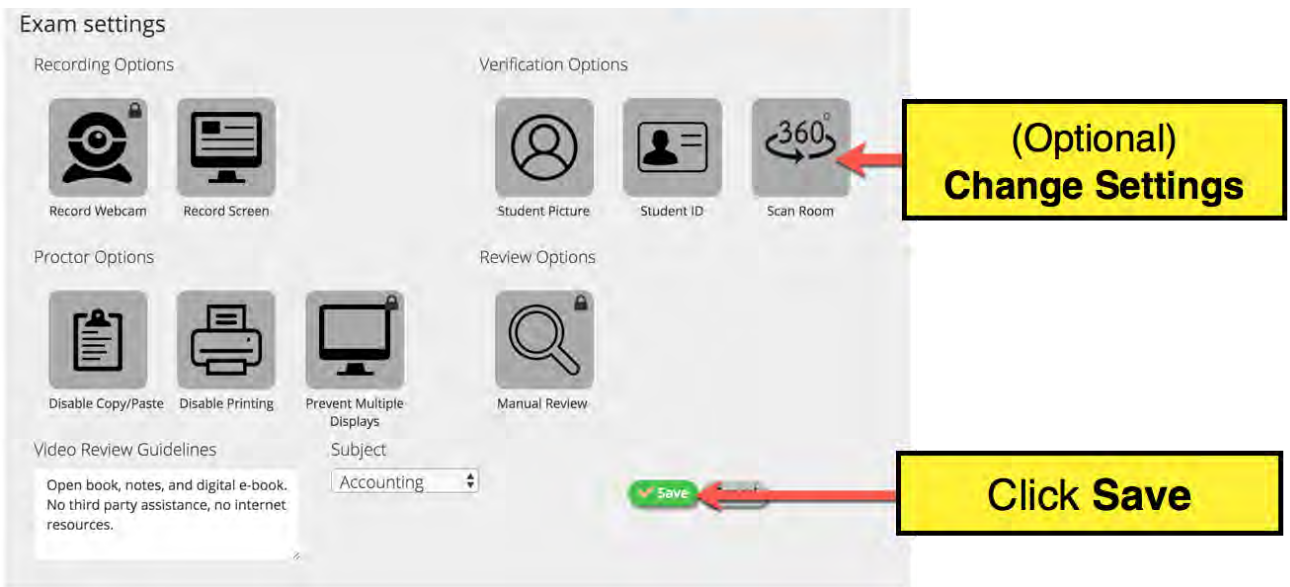 Exam settings
Recording Options
Verification Options
360°
(Optional)
Change Settings
Record Webcam
Record Screen
Student Picture
Student ID
Scan Room
Proctor Options
Review Options
Disable Copy/Paste
Disable Printing
Prevent Multiple
Displays
Manual Review
Video Review Guidelines
Subject
Open book, notes, and digital e-book.
No third party assistance, no internet
resources.
Accounting
Save
Click Save